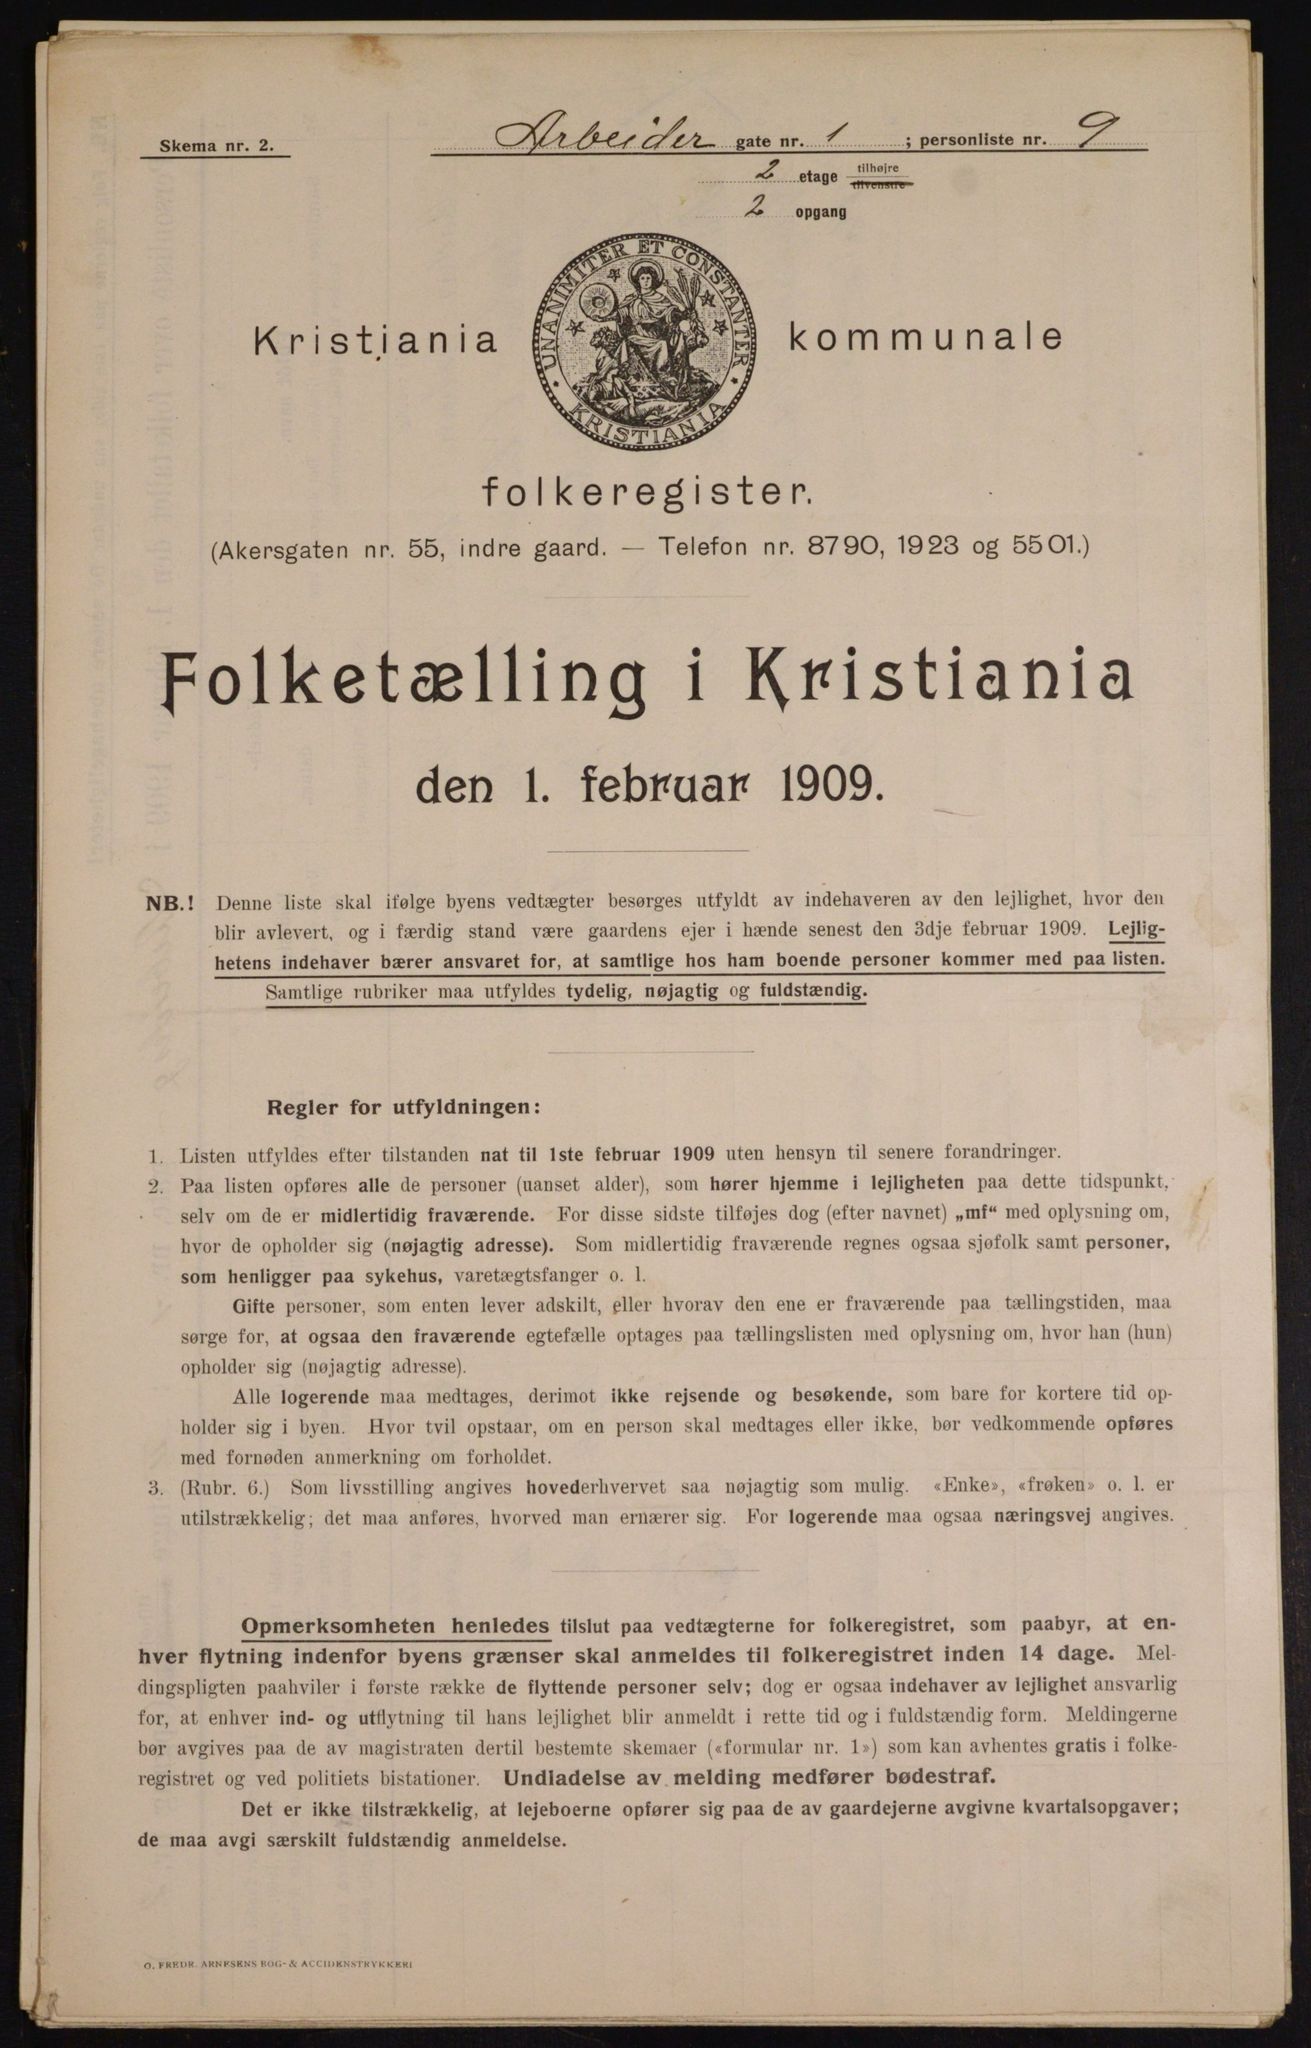 Skema nr. 2.
Arbeider gate nr. 1 ; personliste nr. 9
2 etage tilhøjre tilvenstre
2 opgang
UNANIMITER ET CONSTANTER
KRISTIANIA
Kristiania kommunale
folkeregister.
(Akersgaten nr. 55, indre gaard. — Telefon nr. 8790, 1923 og 5501.)
Folketælling i Kristiania
den 1. februar 1909.
NB.! Denne liste skal ifølge byens vedtægter besørges utfyldt av indehaveren av den lejlighet, hvor den
blir avlevert, og i færdig stand være gaardens ejer i hænde senest den 3dje februar 1909. Lejlig-
hetens indehaver bærer ansvaret for, at samtlige hos ham boende personer kommer med paa listen.
Samtlige rubriker maa utfyldes tydelig, nøjagtig og fuldstændig.
Regler for utfyldningen:
1. Listen utfyldes efter tilstanden nat til 1ste februar 1909 uten hensyn til senere forandringer.
2. Paa listen opføres alle de personer (uanset alder), som hører hjemme i lejligheten paa dette tidspunkt,
selv om de er midlertidig fraværende. For disse sidste tilføjes dog (efter navnet) „mf“ med oplysning om,
hvor de opholder sig (nøjagtig adresse). Som midlertidig fraværende regnes ogsaa sjøfolk samt personer,
som henligger paa sykehus, varetægtsfanger o. l.
Gifte personer, som enten lever adskilt, eller hvorav den ene er fraværende paa tællingstiden, maa
sørge for, at ogsaa den fraværende egtefælle optages paa tællingslisten med oplysning om, hvor han (hun)
opholder sig (nøjagtig adresse).
Alle logerende maa medtages, derimot ikke rejsende og besøkende, som bare for kortere tid op-
holder sig i byen. Hvor tvil opstaar, om en person skal medtages eller ikke, bør vedkommende opføres
med fornøden anmerkning om forholdet.
3. (Rubr. 6.) Som livsstilling angives hovederhvervet saa nøjagtig som mulig. «Enke», «frøken» o. l. er
utilstrækkelig; det maa anføres, hvorved man ernærer sig. For logerende maa ogsaa næringsvej angives.
Opmerksomheten henledes tilslut paa vedtægterne for folkeregistret, som paabyr, at en-
hver flytning indenfor byens grænser skal anmeldes til folkeregistret inden 14 dage. Mel-
dingspligten paahviler i første række de flyttende personer selv; dog er ogsaa indehaver av lejlighet ansvarlig
for, at enhver ind- og utflytning til hans lejlighet blir anmeldt i rette tid og i fuldstændig form. Meldingerne
bør avgives paa de av magistraten dertil bestemte skemaer («formular nr. 1») som kan avhentes gratis i folke-
registret og ved politiets bistationer. Undladelse av melding medfører bødestraf.
Det er ikke tilstrækkelig, at lejeboerne opfører sig paa de av gaardejerne avgivne kvartalsopgaver;
de maa avgi særskilt fuldstændig anmeldelse.
O. FREDR. ARNESENS BOG- & ACCIDENSTRYKKERI